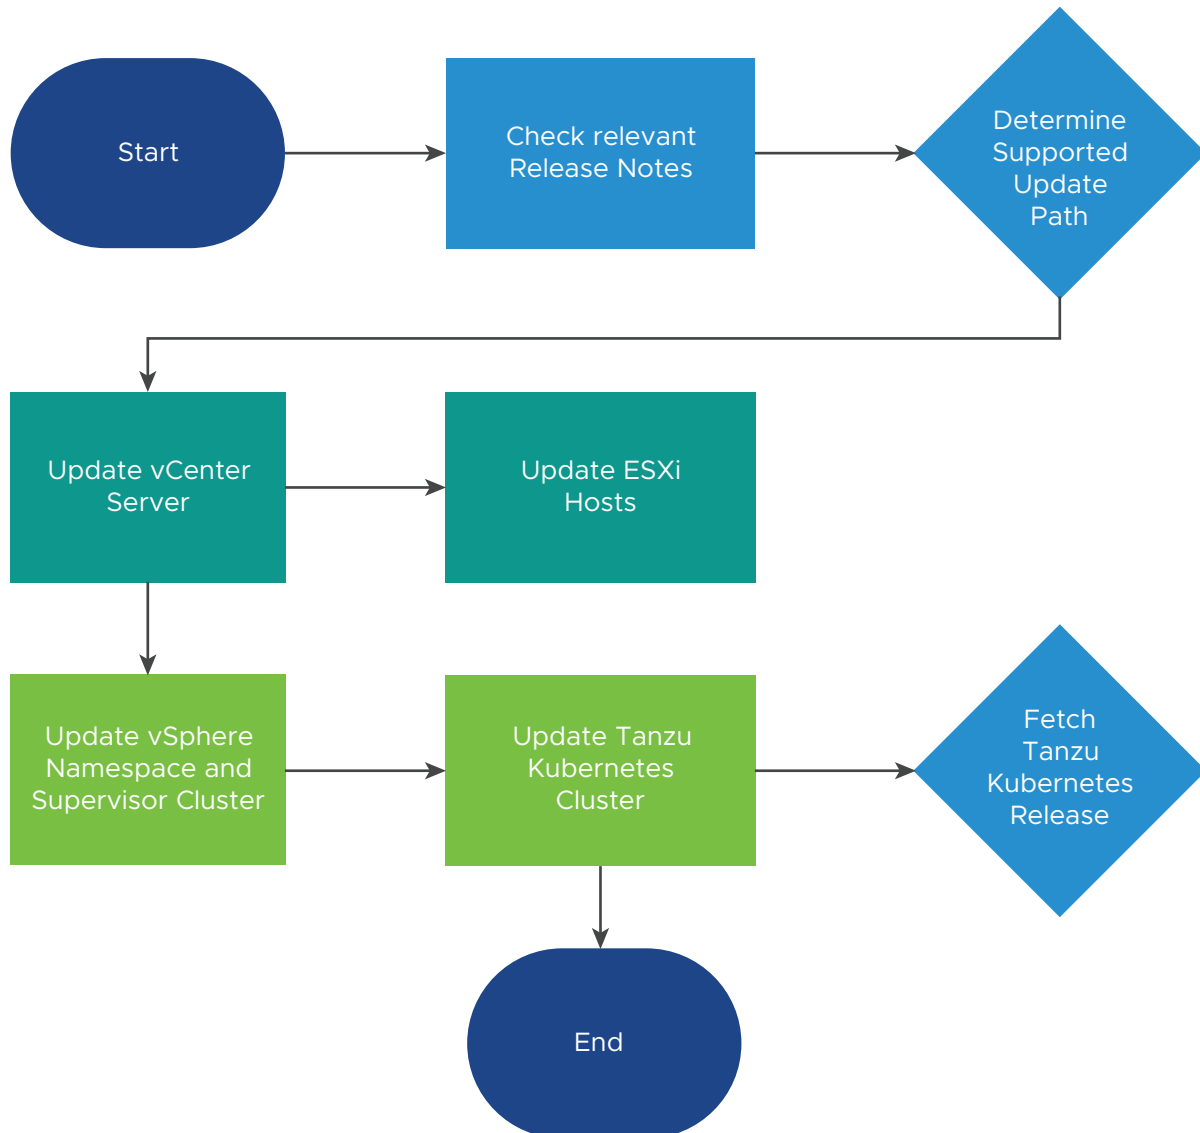 Start
Check relevant
Release Notes
Determine
Supported
Update
Path
Update vCenter
Server
Update ESXi
Hosts
Update vSphere
Namespace and
Supervisor Cluster
Update Tanzu
Kubernetes
Cluster
Fetch
Tanzu
Kubernetes
Release
End